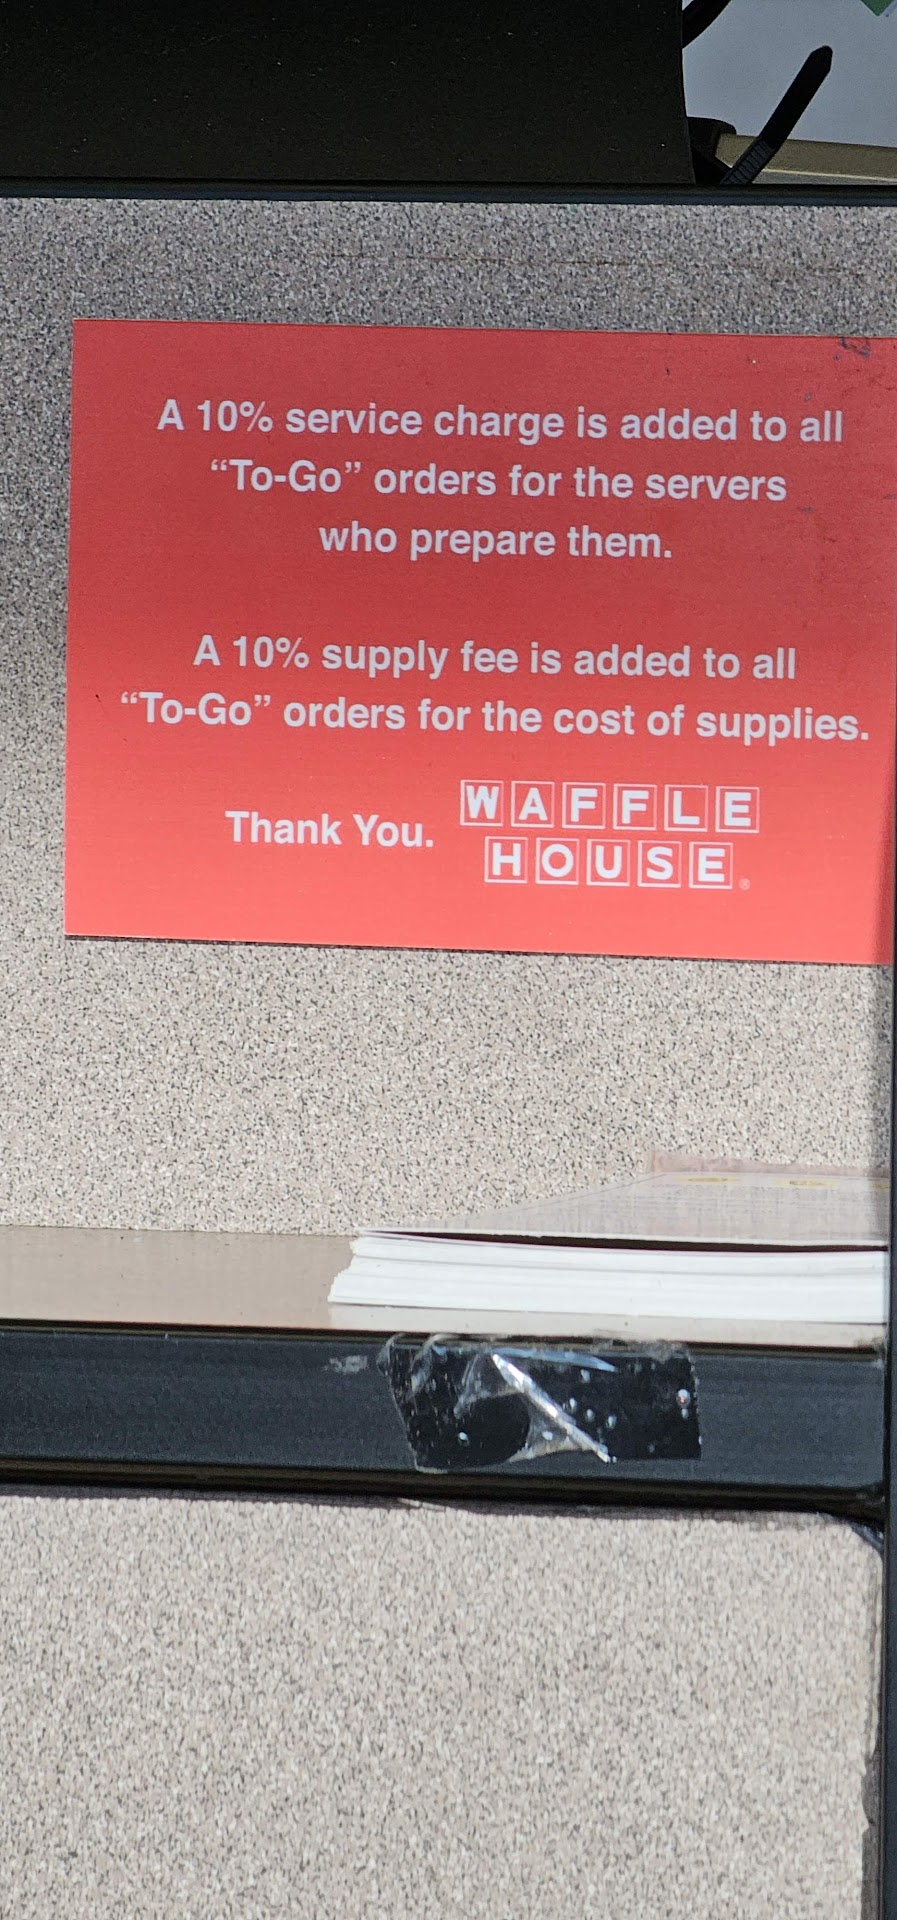 A 10% service charge is added to all
“To-Go” orders for the servers
who prepare them.
A 10% supply fee is added to all
“To-Go” orders for the cost of supplies.
Thank You. WAFFLE
HOUSE®